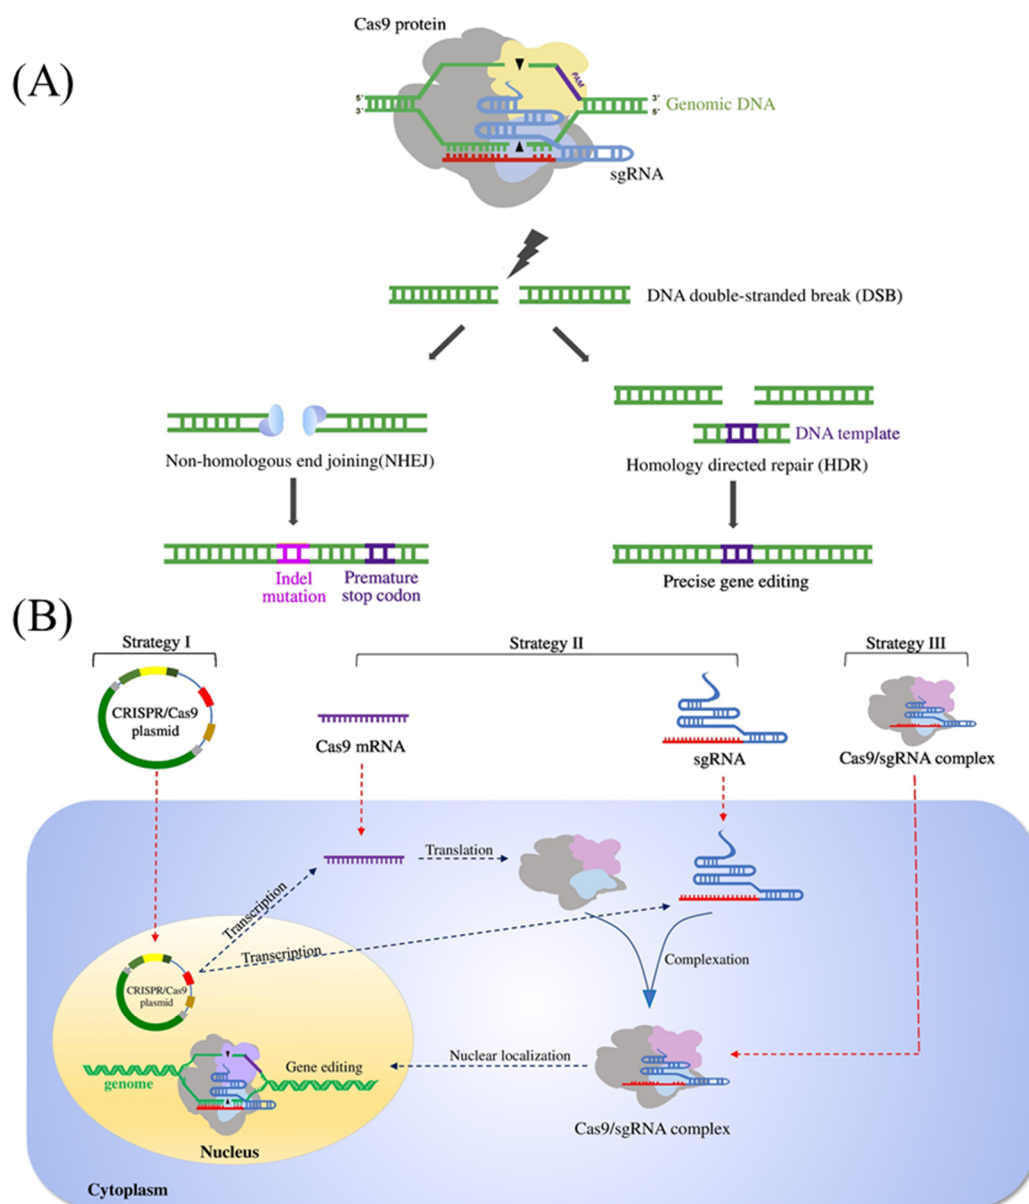 Cas9 protein
(A)
PAM
5'
3'
3'
5'
Genomic DNA
sgRNA
DNA double-stranded break (DSB)
DNA template
Non-homologous end joining(NHEJ)
Homology directed repair (HDR)
Indel
mutation
Premature
stop codon
Precise gene editing
(B)
Strategy I
Strategy II
Strategy III
CRISPR/Cas9
plasmid
Cas9 mRNA
sgRNA
Cas9/sgRNA complex
Translation
Transcription
Transcription
Complexation
CRISPR/Cas9
plasmid
Nuclear localization
Gene editing
genome
Cas9/sgRNA complex
Nucleus
Cytoplasm